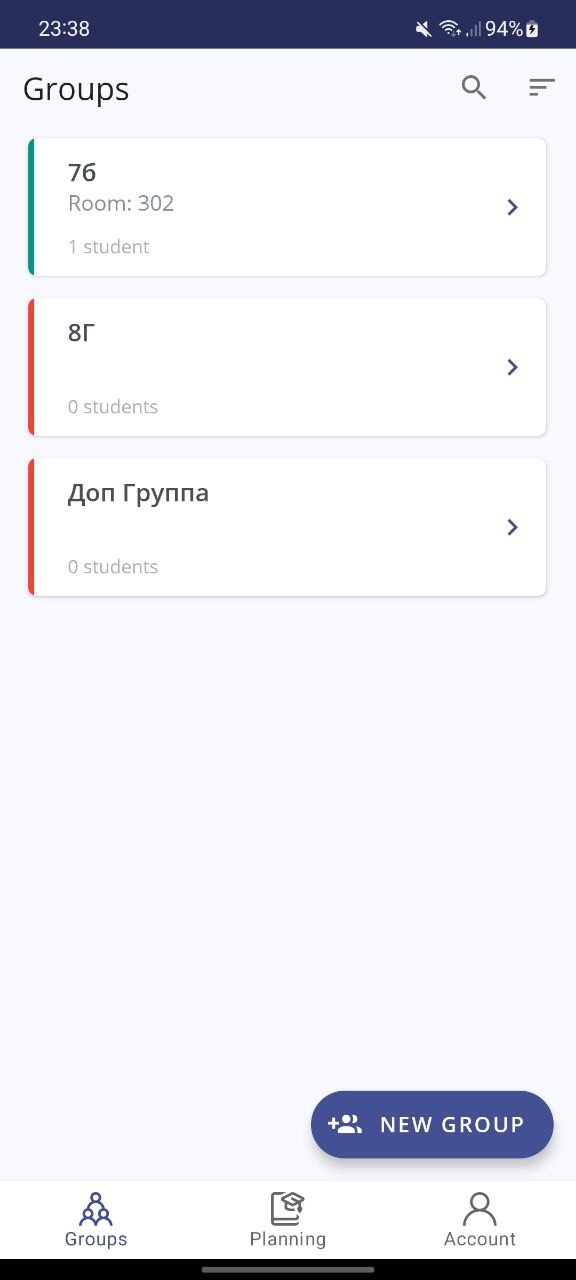 23:38
94%
Groups
7б
Room: 302
1 student
8Г
0 students
Доп Группа
0 students
NEW GROUP
Groups
Planning
Account